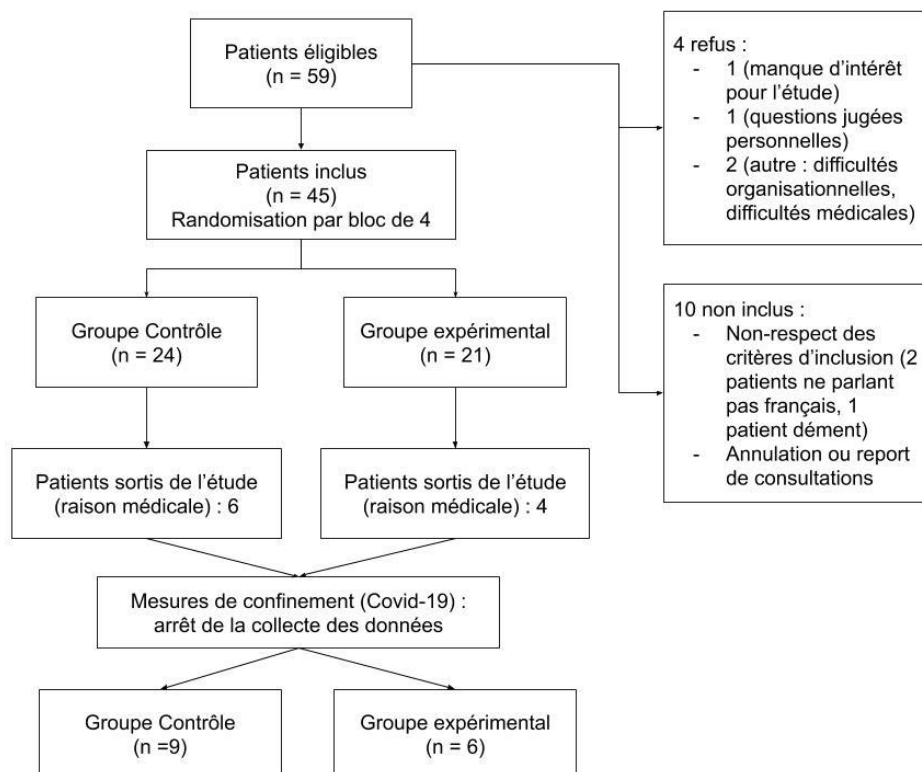 Patients éligibles
(n = 59)
4 refus :
- 1 (manque d'intérêt
pour l'étude)
- 1 (questions jugées
personnelles)
- 2 (autre : difficultés
organisationnelles,
difficultés médicales)
Patients inclus
(n = 45)
Randomisation par bloc de 4
10 non inclus :
- Non-respect des
critères d'inclusion (2
patients ne parlant
pas français, 1
patient dément)
- Annulation ou report
de consultations
Groupe Contrôle
(n = 24)
Groupe expérimental
(n = 21)
Patients sortis de l'étude
(raison médicale) : 6
Patients sortis de l'étude
(raison médicale) : 4
Mesures de confinement (Covid-19) :
arrêt de la collecte des données
Groupe Contrôle
(n =9)
Groupe expérimental
(n = 6)